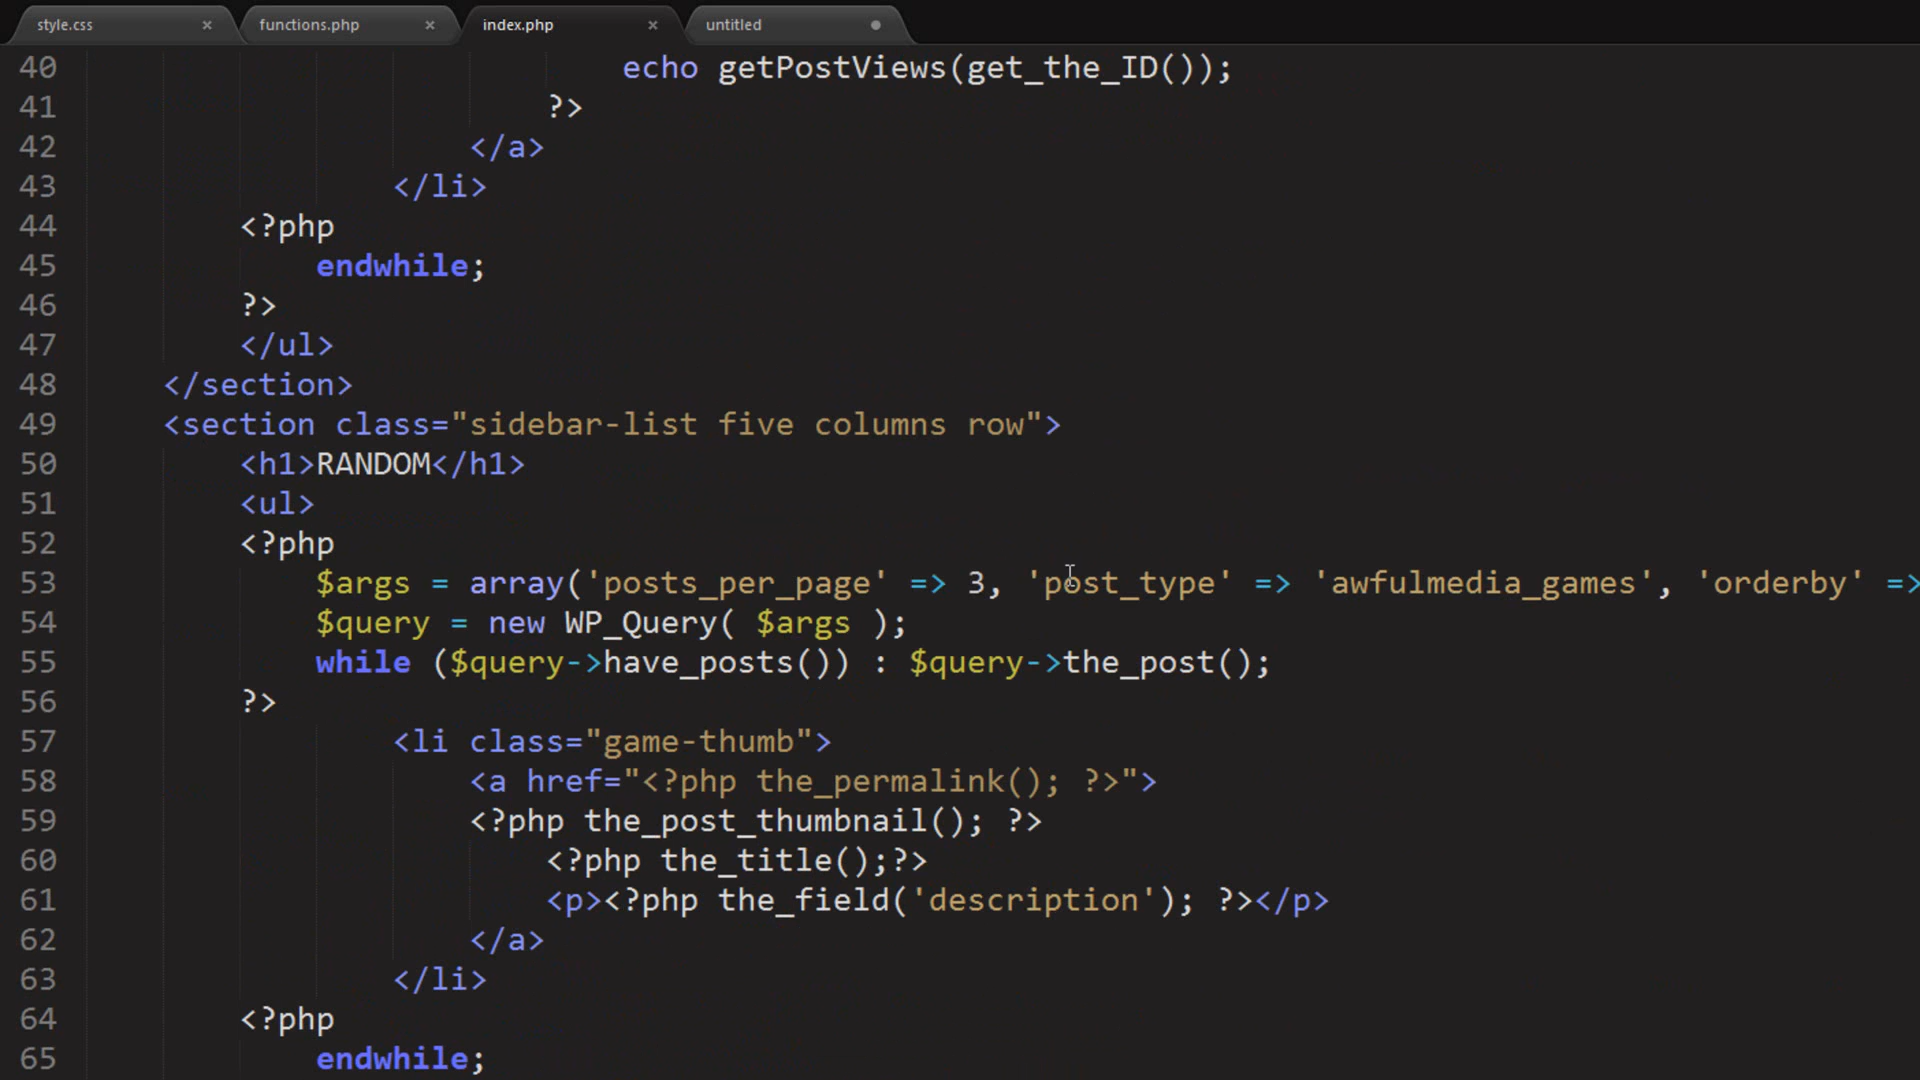 style.css × functions.php × index.php × untitled
40 echo getPostViews(get_the_ID());
41 ?>
42 </a>
43 </li>
44 <?php
45 endwhile;
46 ?>
47 </ul>
48 </section>
49 <section class="sidebar-list five columns row">
50 <h1>RANDOM</h1>
51 <ul>
52 <?php
53 $args = array('posts_per_page' => 3, 'post_type' => 'awfulmedia_games', 'orderby' =>
54 $query = new WP_Query( $args );
55 while ($query->have_posts()) : $query->the_post();
56 ?>
57 <li class="game-thumb">
58 <a href="<?php the_permalink(); ?>">
59 <?php the_post_thumbnail(); ?>
60 <?php the_title();?>
61 <p><?php the_field('description'); ?></p>
62 </a>
63 </li>
64 <?php
65 endwhile;